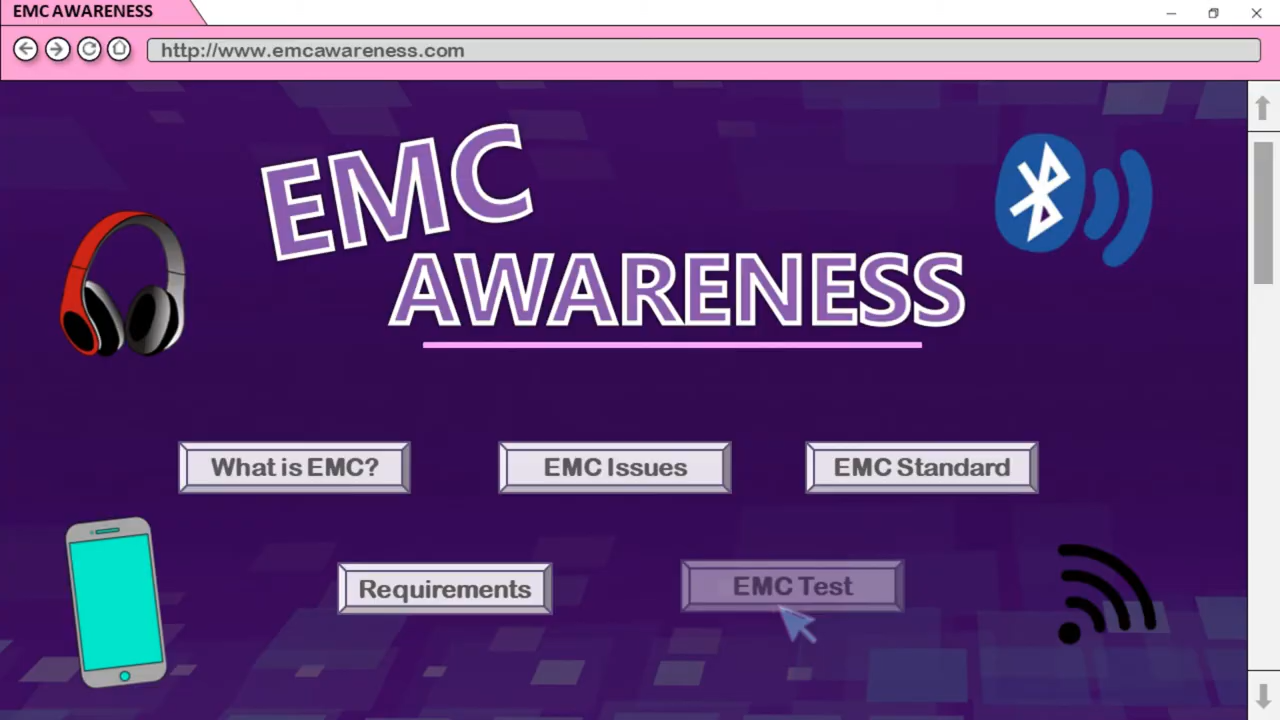 EMC AWARENESS
http://www.emcawareness.com
EMC
AWARENESS
What is EMC?
EMC Issues
EMC Standard
Requirements
EMC Test